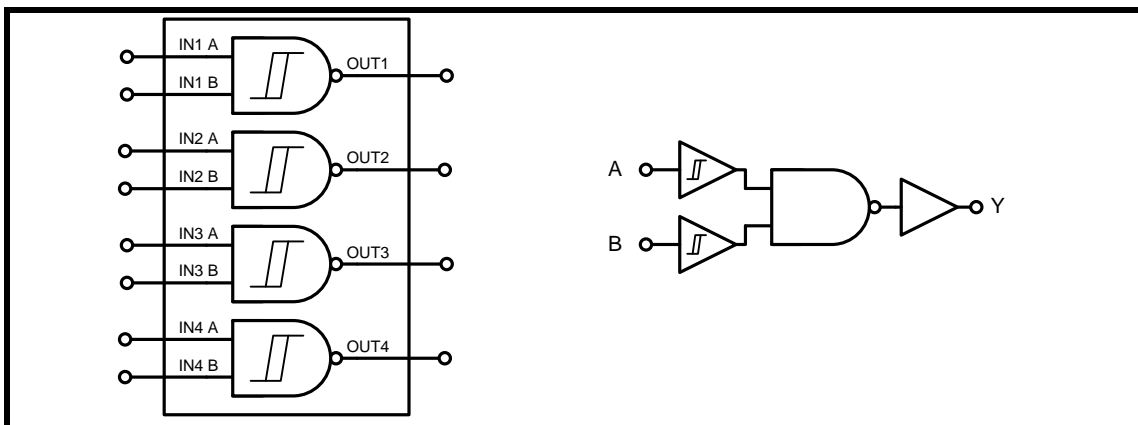 IN1 A
OUT1
IN1 B
IN2 A
OUT2
IN2 B
IN3 A
OUT3
IN3 B
IN4 A
OUT4
IN4 B
A
B
Y